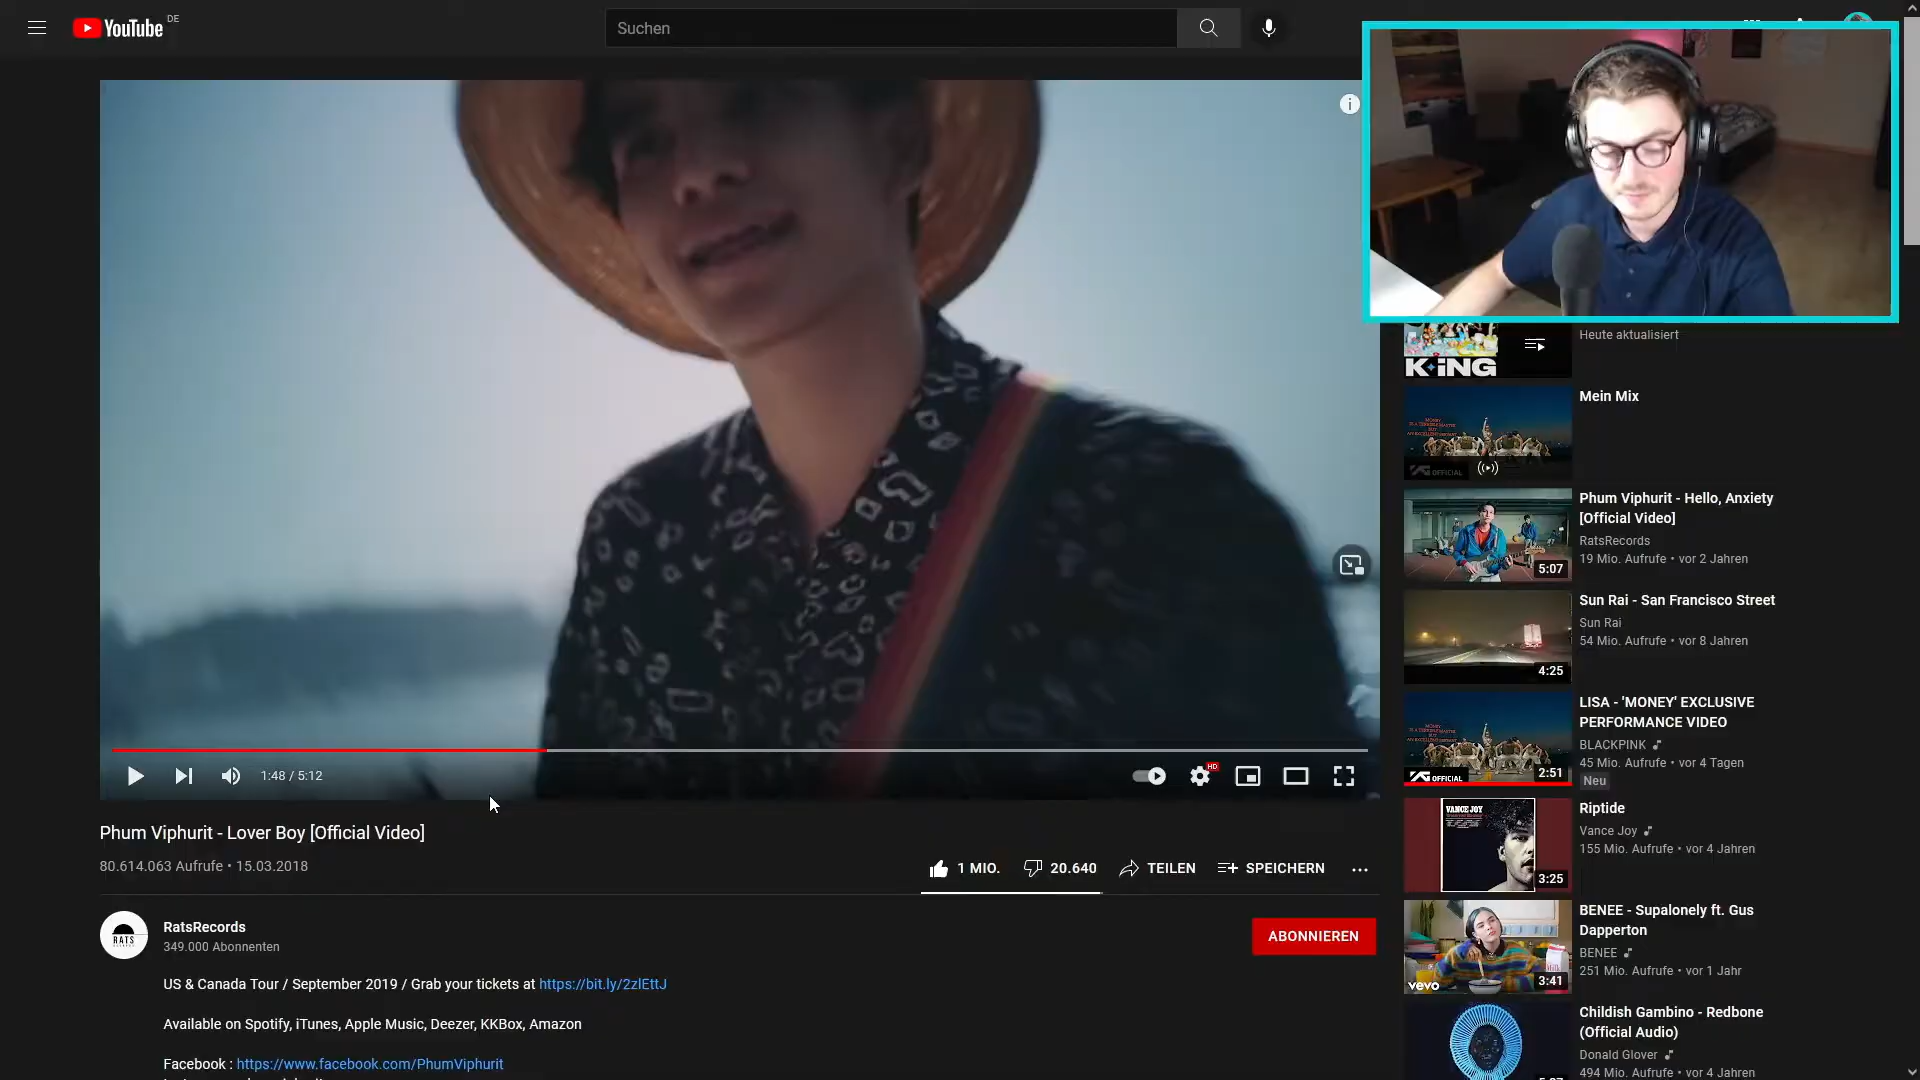 YouTube DE
Suchen
HD
1:48 / 5:12
Phum Viphurit - Lover Boy [Official Video]
80.614.063 Aufrufe • 15.03.2018
1 MIO.
20.640
TEILEN
SPEICHERN
RATS
RatsRecords
349.000 Abonnenten
ABONNIEREN
US & Canada Tour / September 2019 / Grab your tickets at https://bit.ly/2zlEttJ
Available on Spotify, iTunes, Apple Music, Deezer, KKBox, Amazon
Facebook : https://www.facebook.com/PhumViphurit
KING
Heute aktualisiert
OFFICIAL
Mein Mix
5:07
Phum Viphurit - Hello, Anxiety
[Official Video]
RatsRecords
19 Mio. Aufrufe • vor 2 Jahren
4:25
Sun Rai - San Francisco Street
Sun Rai
54 Mio. Aufrufe • vor 8 Jahren
OFFICIAL
2:51
LISA - 'MONEY' EXCLUSIVE
PERFORMANCE VIDEO
BLACKPINK
45 Mio. Aufrufe • vor 4 Tagen
Neu
VANCE JOY
3:25
Riptide
Vance Joy
155 Mio. Aufrufe • vor 4 Jahren
vevo
3:41
BENEE - Supalonely ft. Gus
Dapperton
BENEE
251 Mio. Aufrufe • vor 1 Jahr
Childish Gambino - Redbone
(Official Audio)
Donald Glover
494 Mio. Aufrufe • vor 4 Jahren